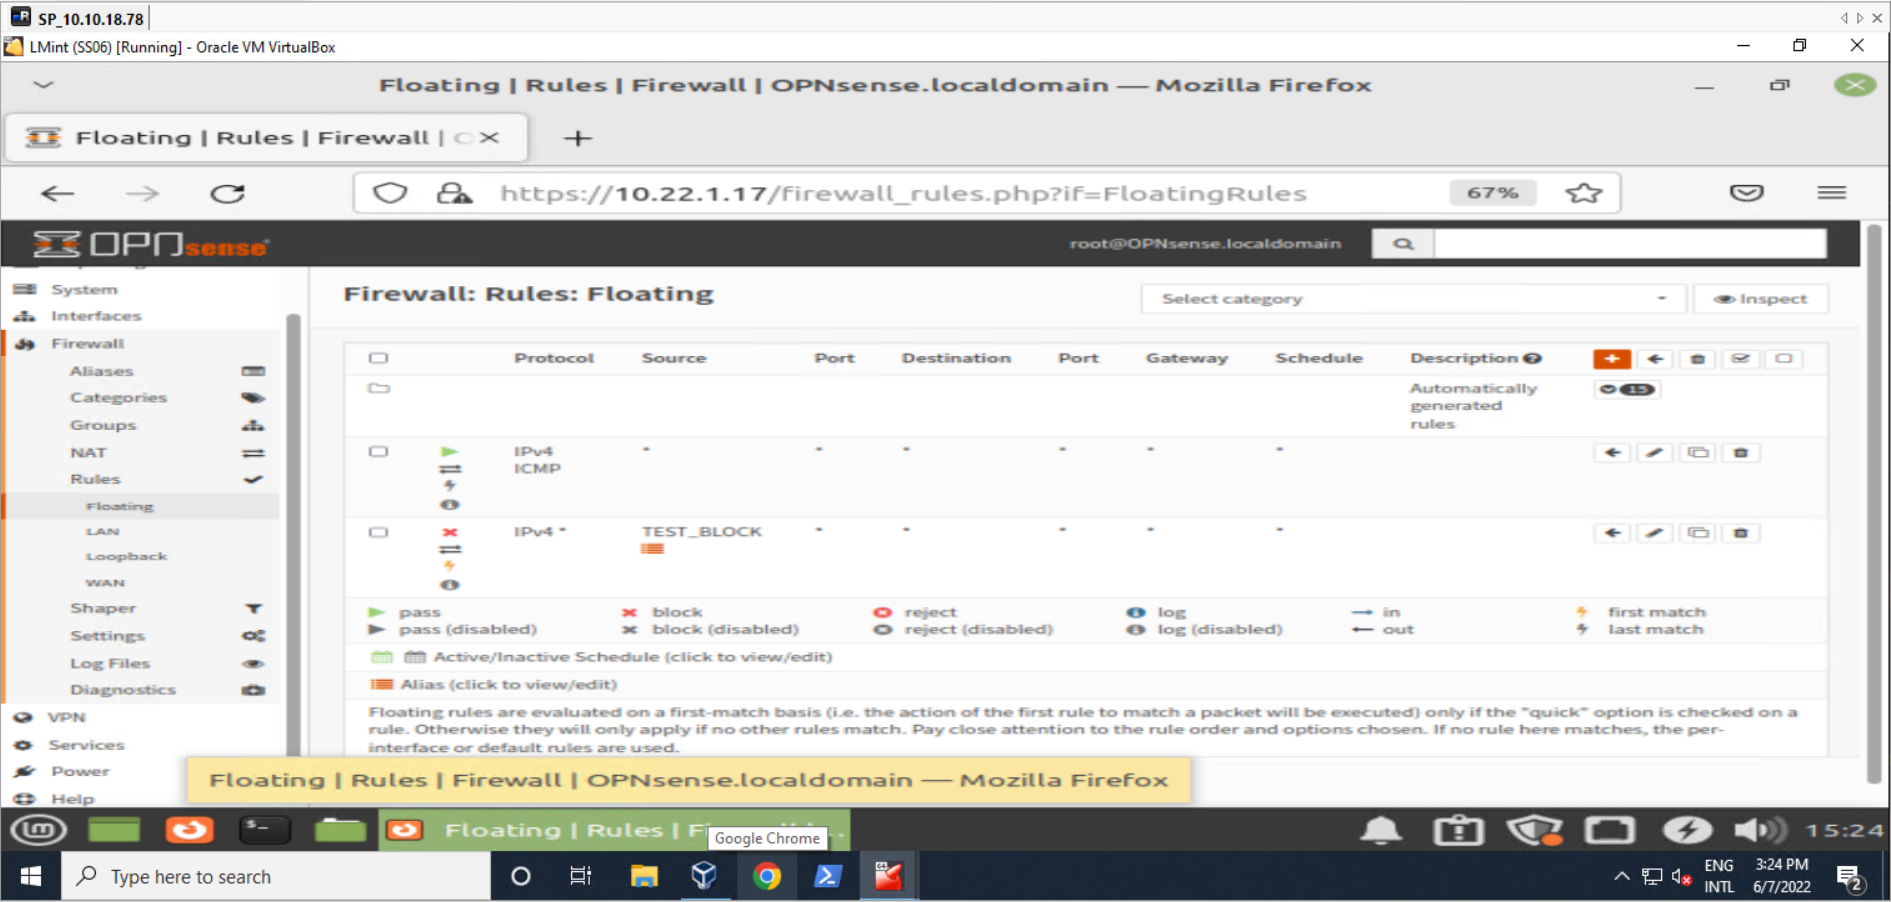 SP_10.10.18.78
LMint (SS06) [Running] - Oracle VM VirtualBox
Floating | Rules | Firewall | OPNsense.localdomain — Mozilla Firefox
Floating | Rules | Firewall |
https://10.22.1.17/firewall_rules.php?if=FloatingRules
67%
OPNsense
root@OPNsense.localdomain
System
Interfaces
Firewall
Aliases
Categories
Groups
NAT
Rules
Floating
LAN
Loopback
WAN
Shaper
Settings
Log Files
Diagnostics
VPN
Services
Power
Help
Firewall: Rules: Floating
Select category
Inspect
Protocol Source Port Destination Port Gateway Schedule Description
Automatically
generated
rules
15
IPv4 * * * * * *
ICMP
IPv4 * TEST_BLOCK * * * * *
pass block reject log in first match
pass (disabled) block (disabled) reject (disabled) log (disabled) out last match
Active/Inactive Schedule (click to view/edit)
Alias (click to view/edit)
Floating rules are evaluated on a first-match basis (i.e. the action of the first rule to match a packet will be executed) only if the "quick" option is checked on a
rule. Otherwise they will only apply if no other rules match. Pay close attention to the rule order and options chosen. If no rule here matches, the per-
interface or default rules are used.
Floating | Rules | Firewall | OPNsense.localdomain — Mozilla Firefox
Floating | Rules |
Google Chrome
15:24
Type here to search
64
ENG
INTL
3:24 PM
6/7/2022
2